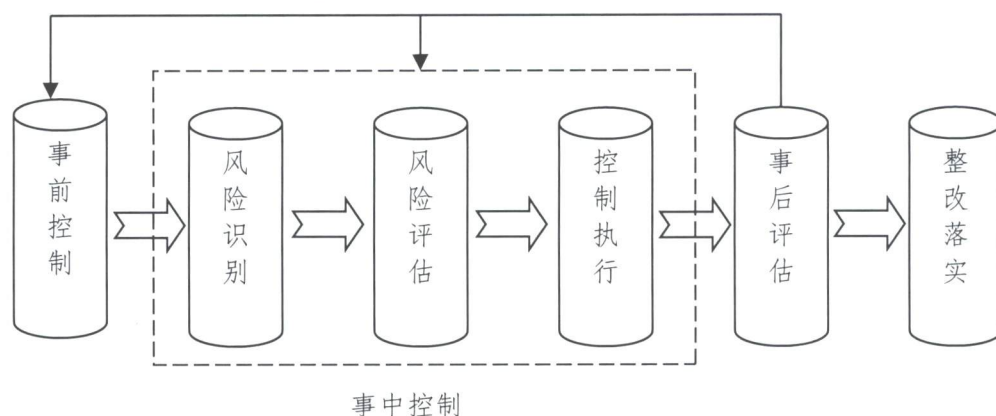 事前控制
风险识别
风险评估
控制执行
事后评估
整改落实
事中控制